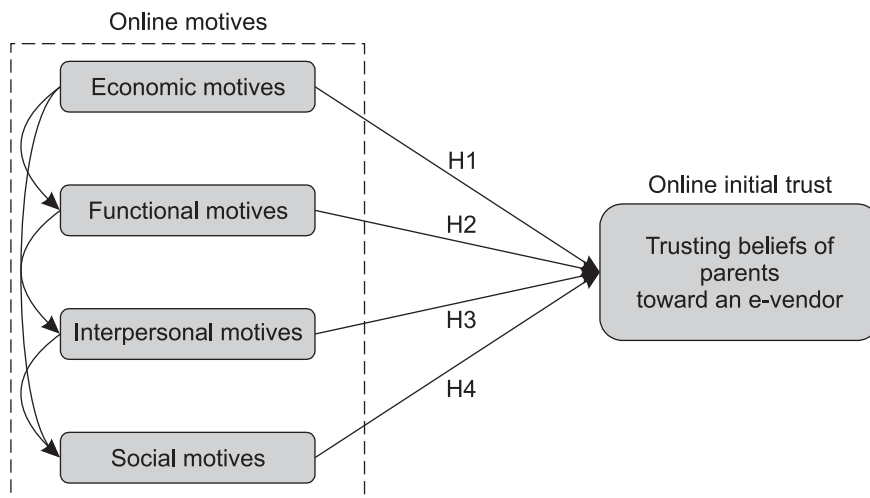 Online motives
Economic motives
Functional motives
Interpersonal motives
Social motives
H1
H2
H3
H4
Online initial trust
Trusting beliefs of
parents
toward an e-vendor